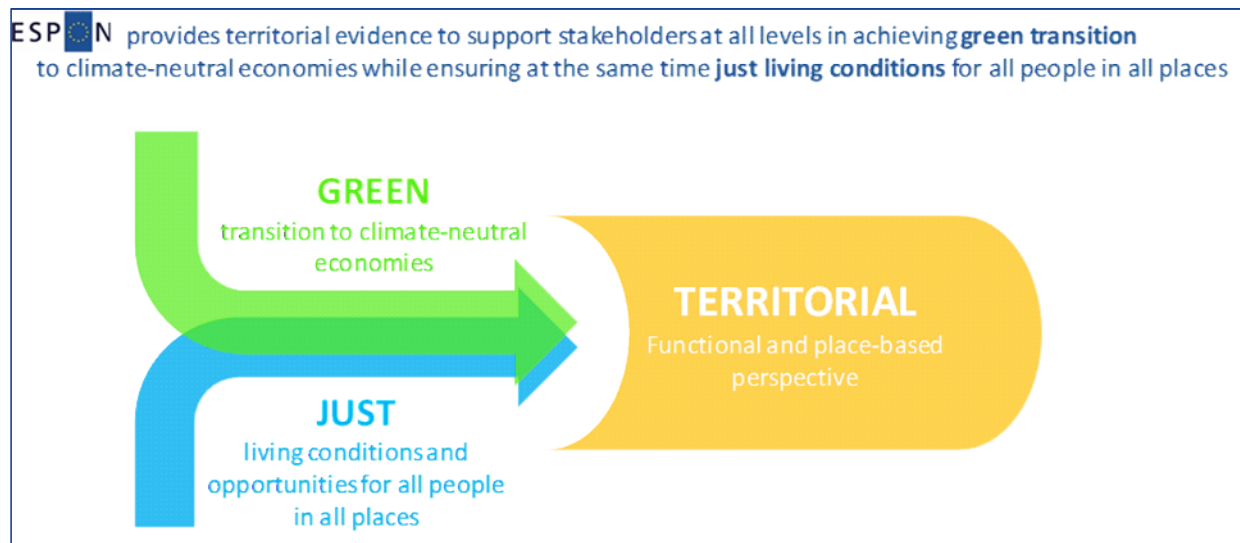 ESPON provides territorial evidence to support stakeholders at all levels in achieving green transition
to climate-neutral economies while ensuring at the same time just living conditions for all people in all places
GREEN
transition to climate-neutral
economies
TERRITORIAL
Functional and place-based
perspective
JUST
living conditions and
opportunities for all people
in all places